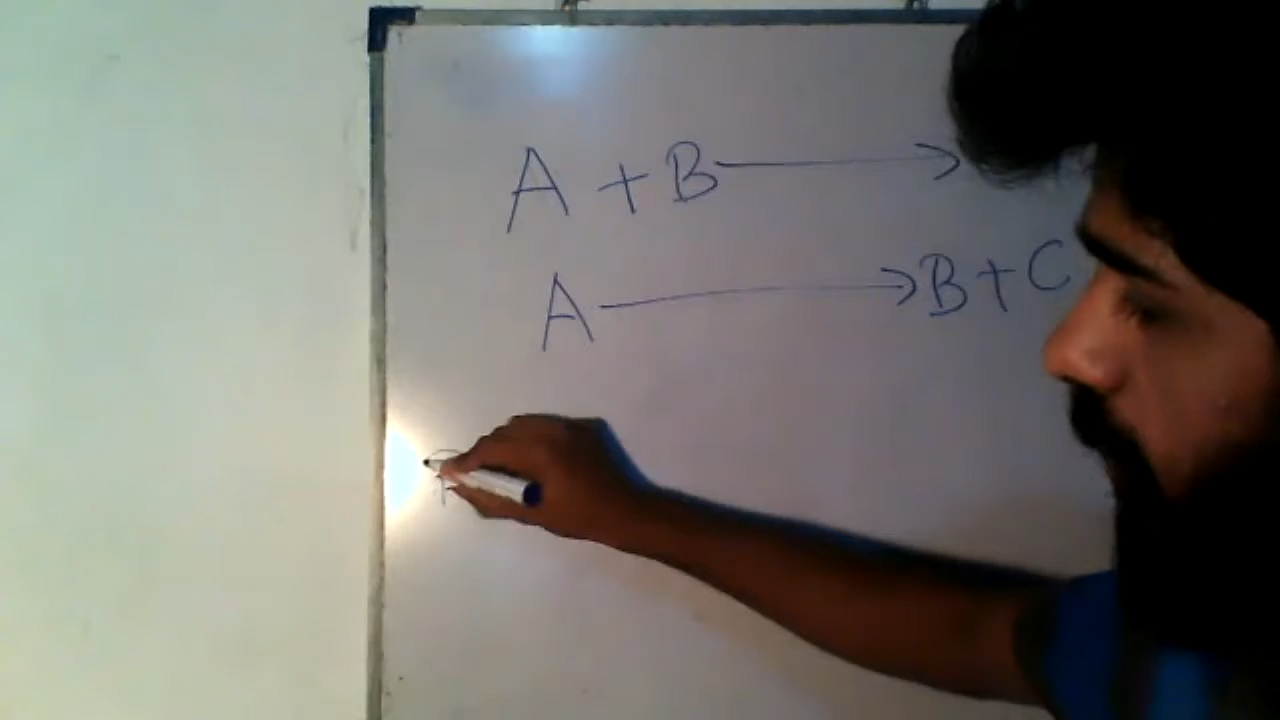 A + B →
A → B + C